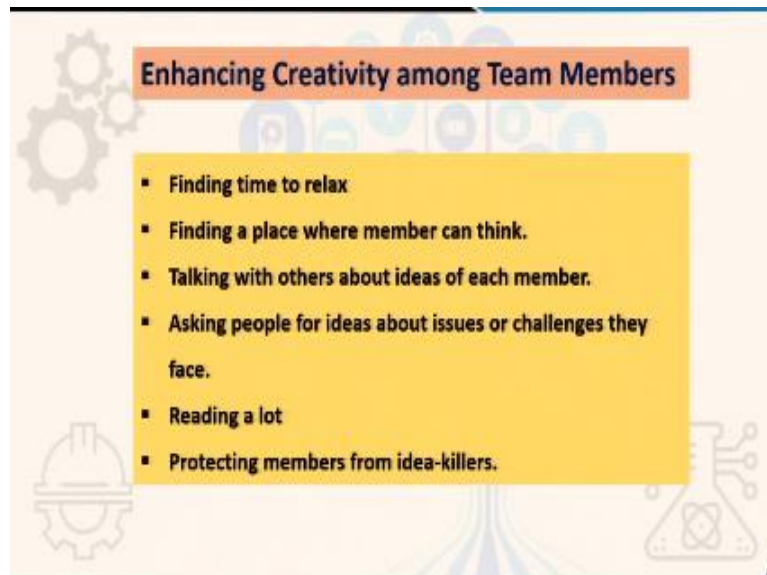 Enhancing Creativity among Team Members
▪ Finding time to relax
▪ Finding a place where member can think.
▪ Talking with others about ideas of each member.
▪ Asking people for ideas about issues or challenges they
face.
▪ Reading a lot
▪ Protecting members from idea-killers.